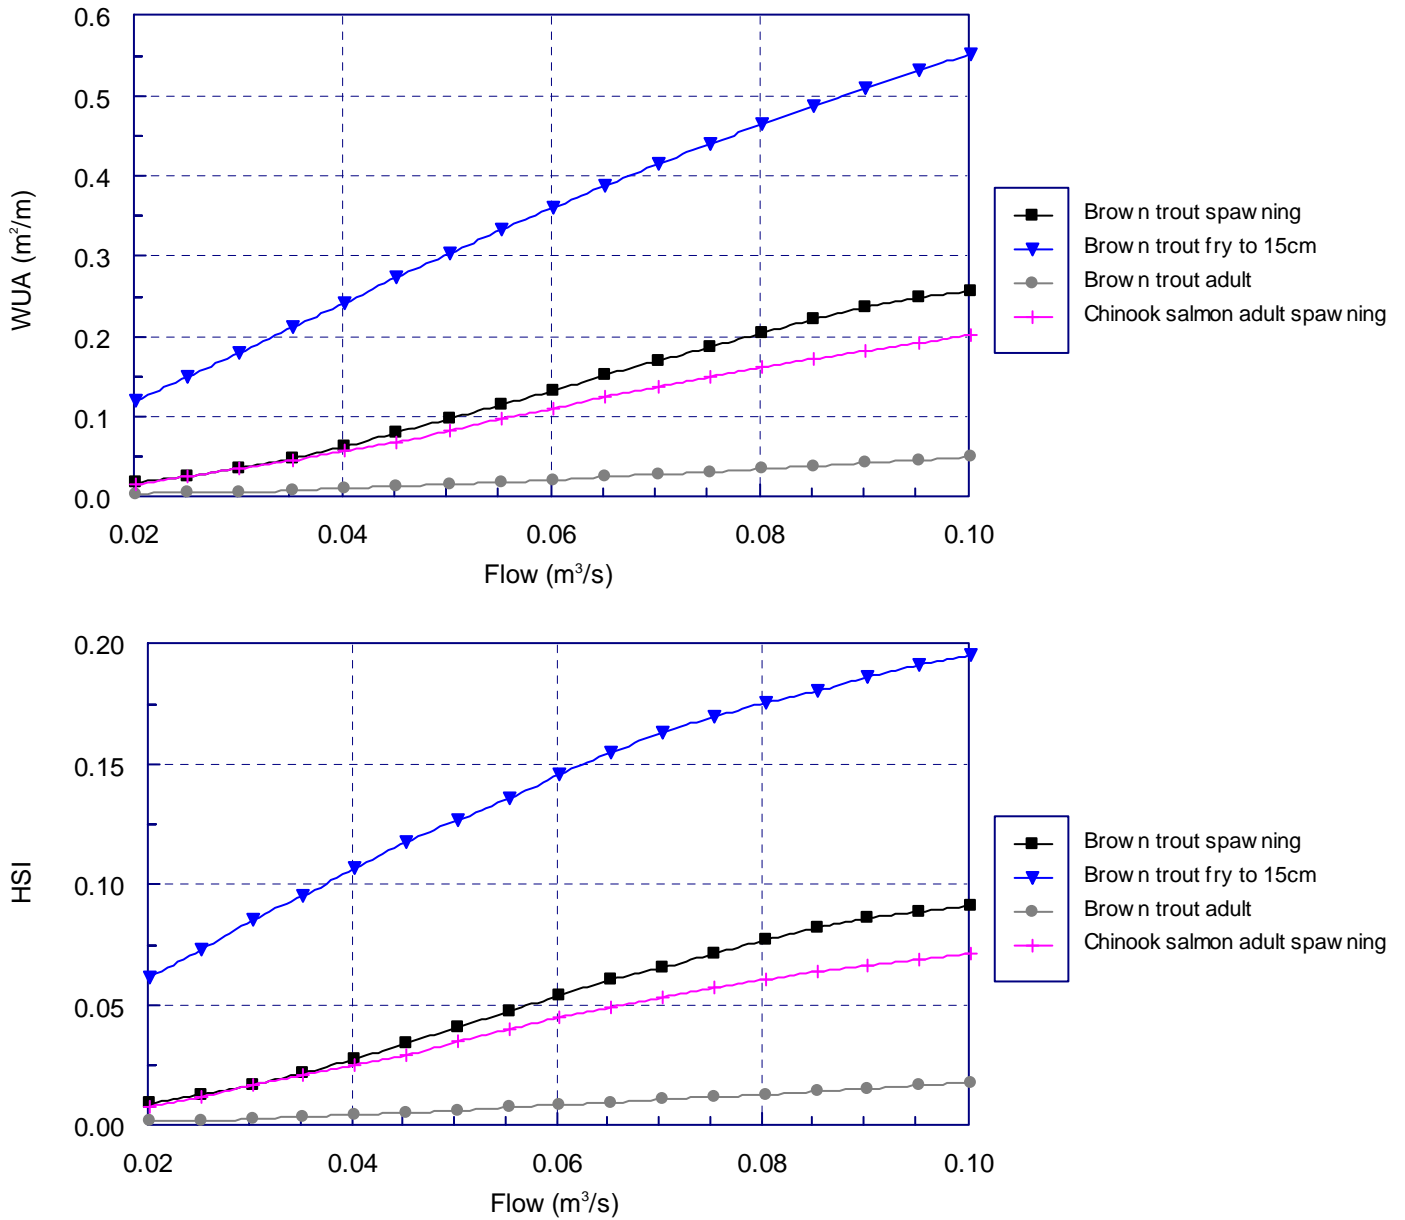 0.6
0.5
0.4
0.3
0.2
0.1
0.0
WUA (m²/m)
0.02 0.04 0.06 0.08 0.10
Flow (m³/s)
Brown trout spawning
Brown trout fry to 15cm
Brown trout adult
Chinook salmon adult spawning
0.20
0.15
0.10
0.05
0.00
HSI
0.02 0.04 0.06 0.08 0.10
Flow (m³/s)
Brown trout spawning
Brown trout fry to 15cm
Brown trout adult
Chinook salmon adult spawning